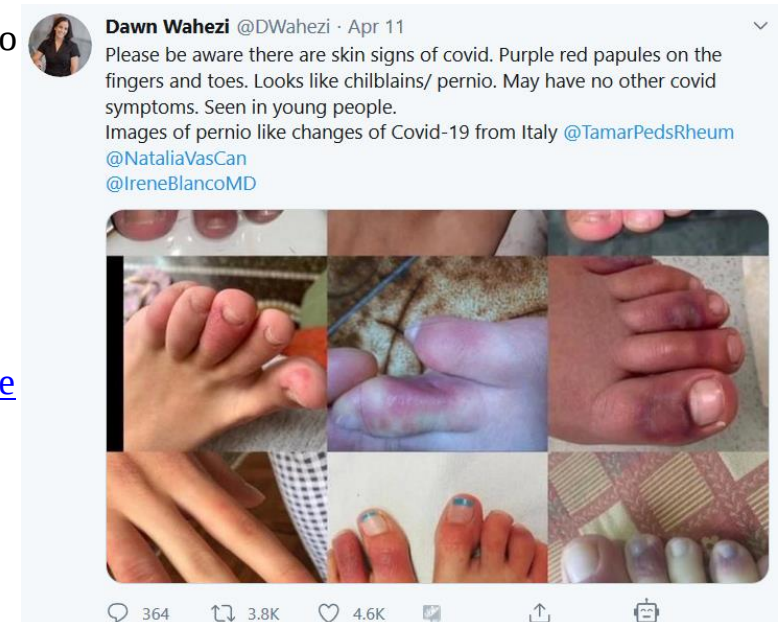 o
Dawn Wahezi @DWahezi · Apr 11
Please be aware there are skin signs of covid. Purple red papules on the
fingers and toes. Looks like chilblains/ pernio. May have no other covid
symptoms. Seen in young people.
Images of pernio like changes of Covid-19 from Italy @TamarPedsRheum
@NataliaVasCan
@IreneBlancoMD
e
364 3.8K 4.6K